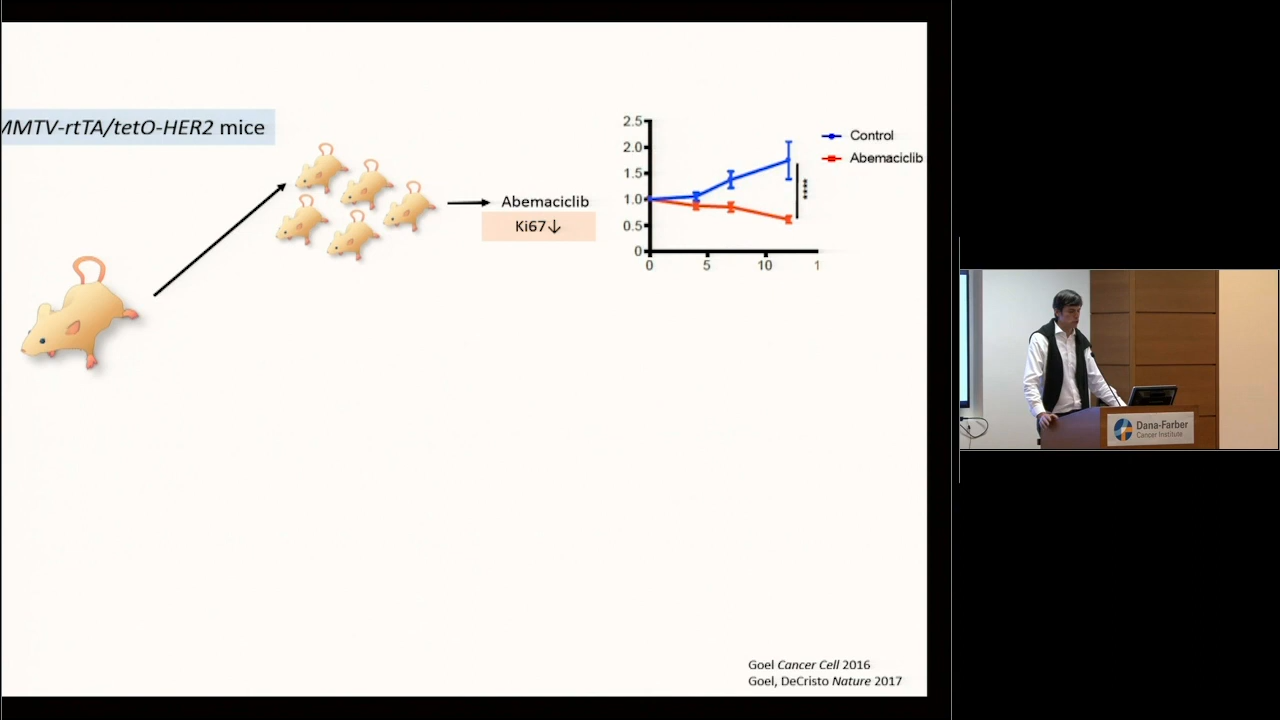 MMTV-rtTA/tetO-HER2 mice
Abemaciclib
Ki67↓
2.5
2.0
1.5
1.0
0.5
0
0
5
10
1
Control
Abemaciclib
****
Goel Cancer Cell 2016
Goel, DeCristo Nature 2017
Dana-Farber
Cancer Institute